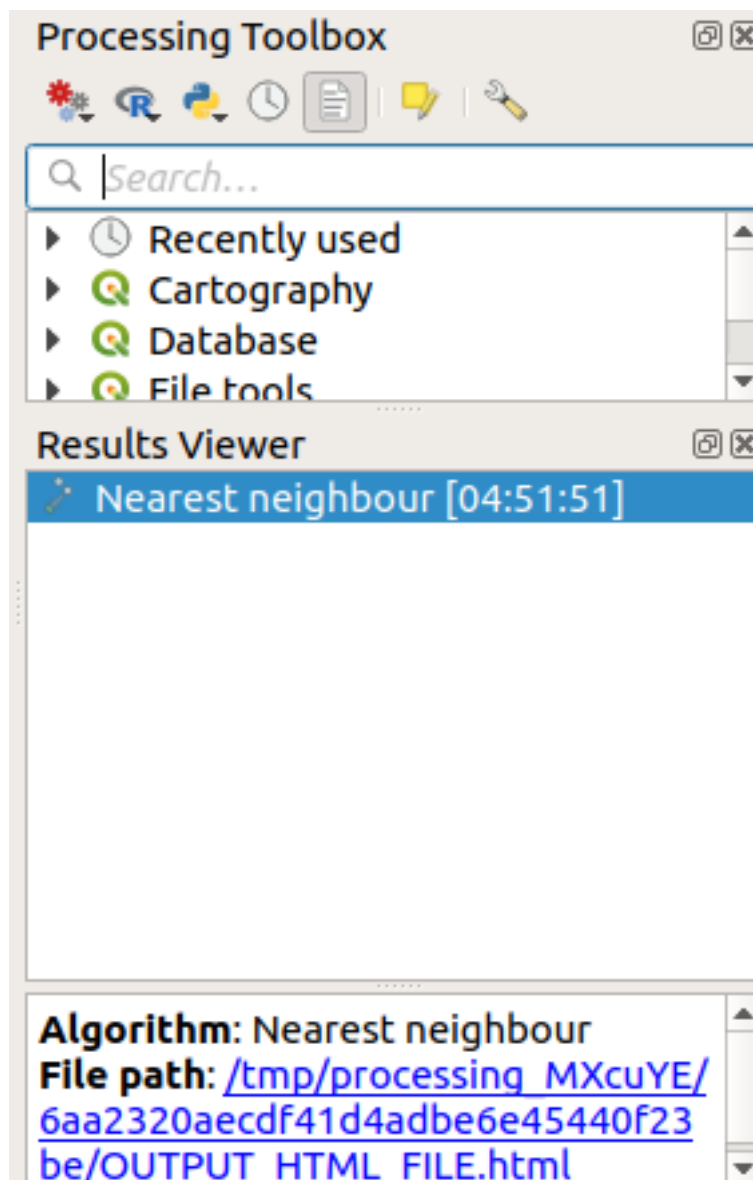 Processing Toolbox
Search...
Recently used
Cartography
Database
File tools
Results Viewer
Nearest neighbour [04:51:51]
Algorithm: Nearest neighbour
File path: /tmp/processing_MXcuYE/
6aa2320aecdf41d4adbe6e45440f23
be/OUTPUT_HTML_FILE.html